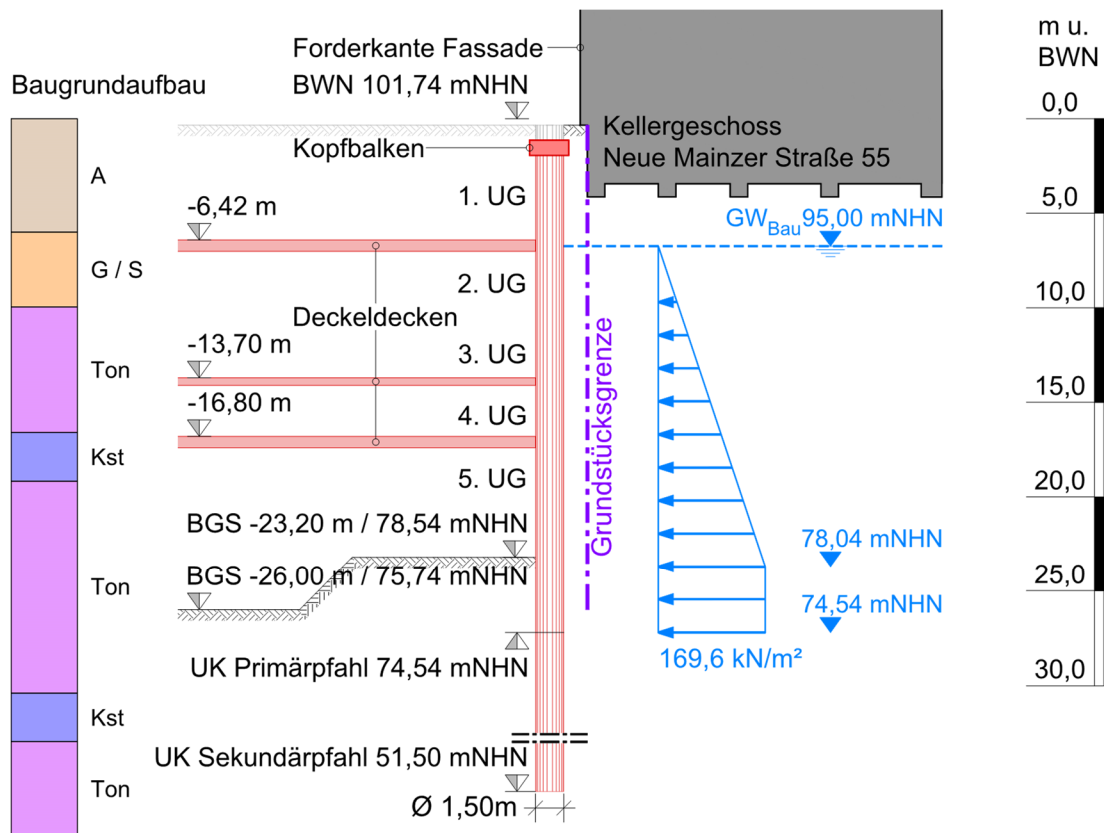 Forderkante Fassade
BWN 101,74 mNHN
m u.
BWN
Baugrundaufbau
0,0
Kellergeschoss
Neue Mainzer Straße 55
Kopfbalken
A
1. UG
5,0
-6,42 m
GWBau 95,00 mNHN
G / S
2. UG
10,0
Deckeldecken
-13,70 m
3. UG
Ton
15,0
-16,80 m
4. UG
Grundstücksgrenze
Kst
5. UG
20,0
BGS -23,20 m / 78,54 mNHN
78,04 mNHN
BGS -26,00 m / 75,74 mNHN
Ton
25,0
74,54 mNHN
UK Primärpfahl 74,54 mNHN
169,6 kN/m²
30,0
Kst
UK Sekundärpfahl 51,50 mNHN
Ton
Ø 1,50m